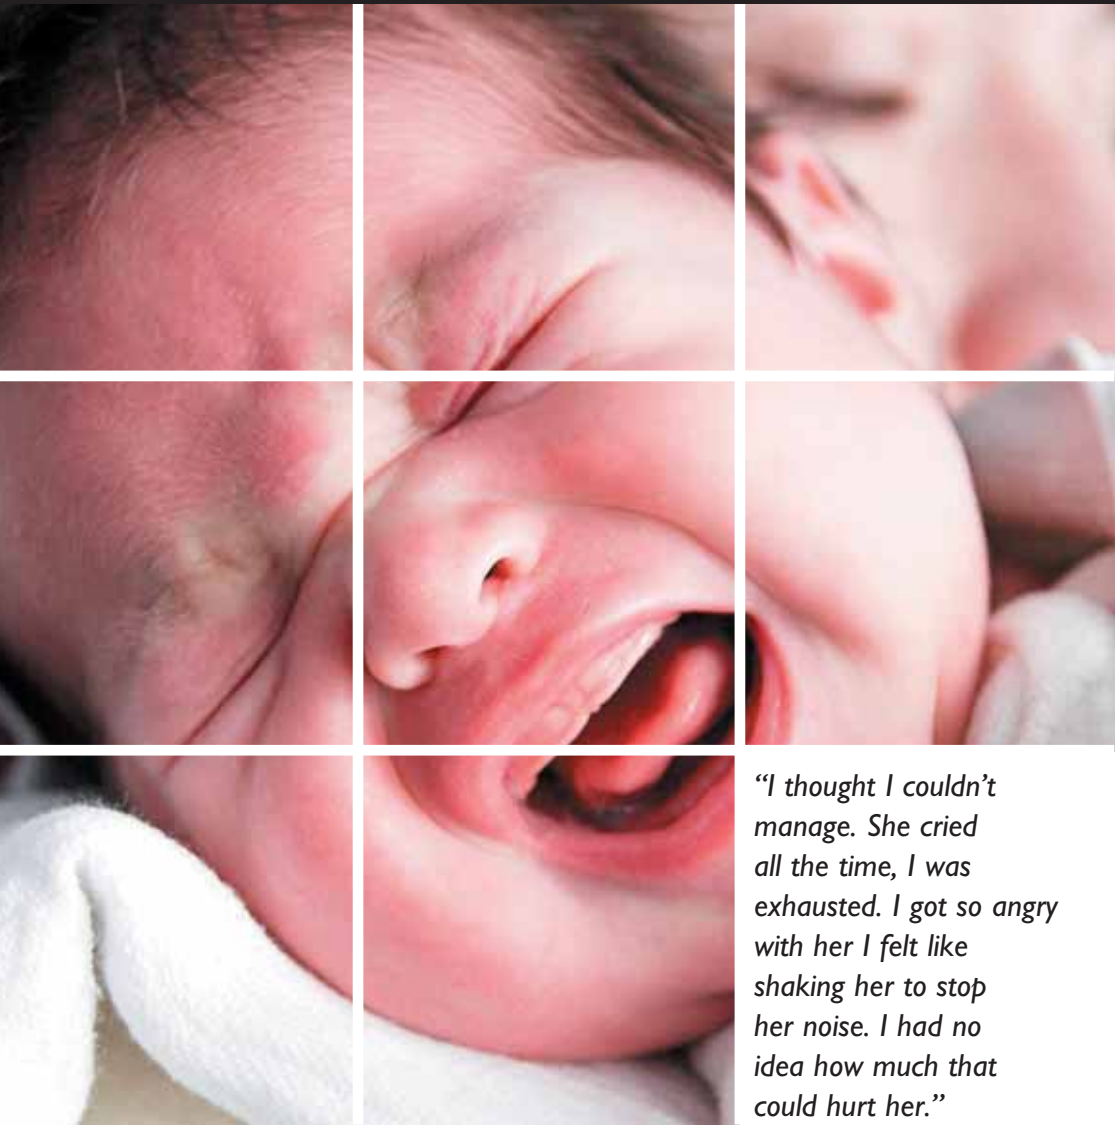 “I thought I couldn’t
manage. She cried
all the time, I was
exhausted. I got so angry
with her I felt like
shaking her to stop
her noise. I had no
idea how much that
could hurt her.”